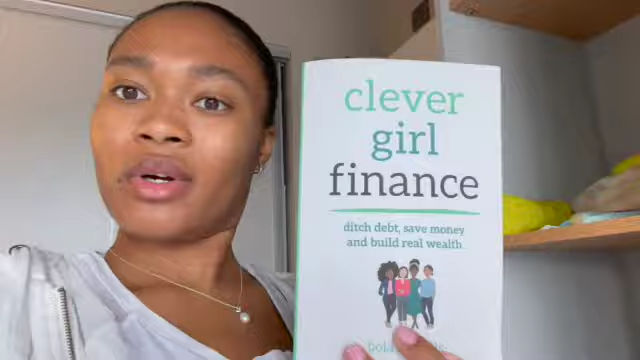 clever
girl
finance
ditch debt, save money
and build real wealth